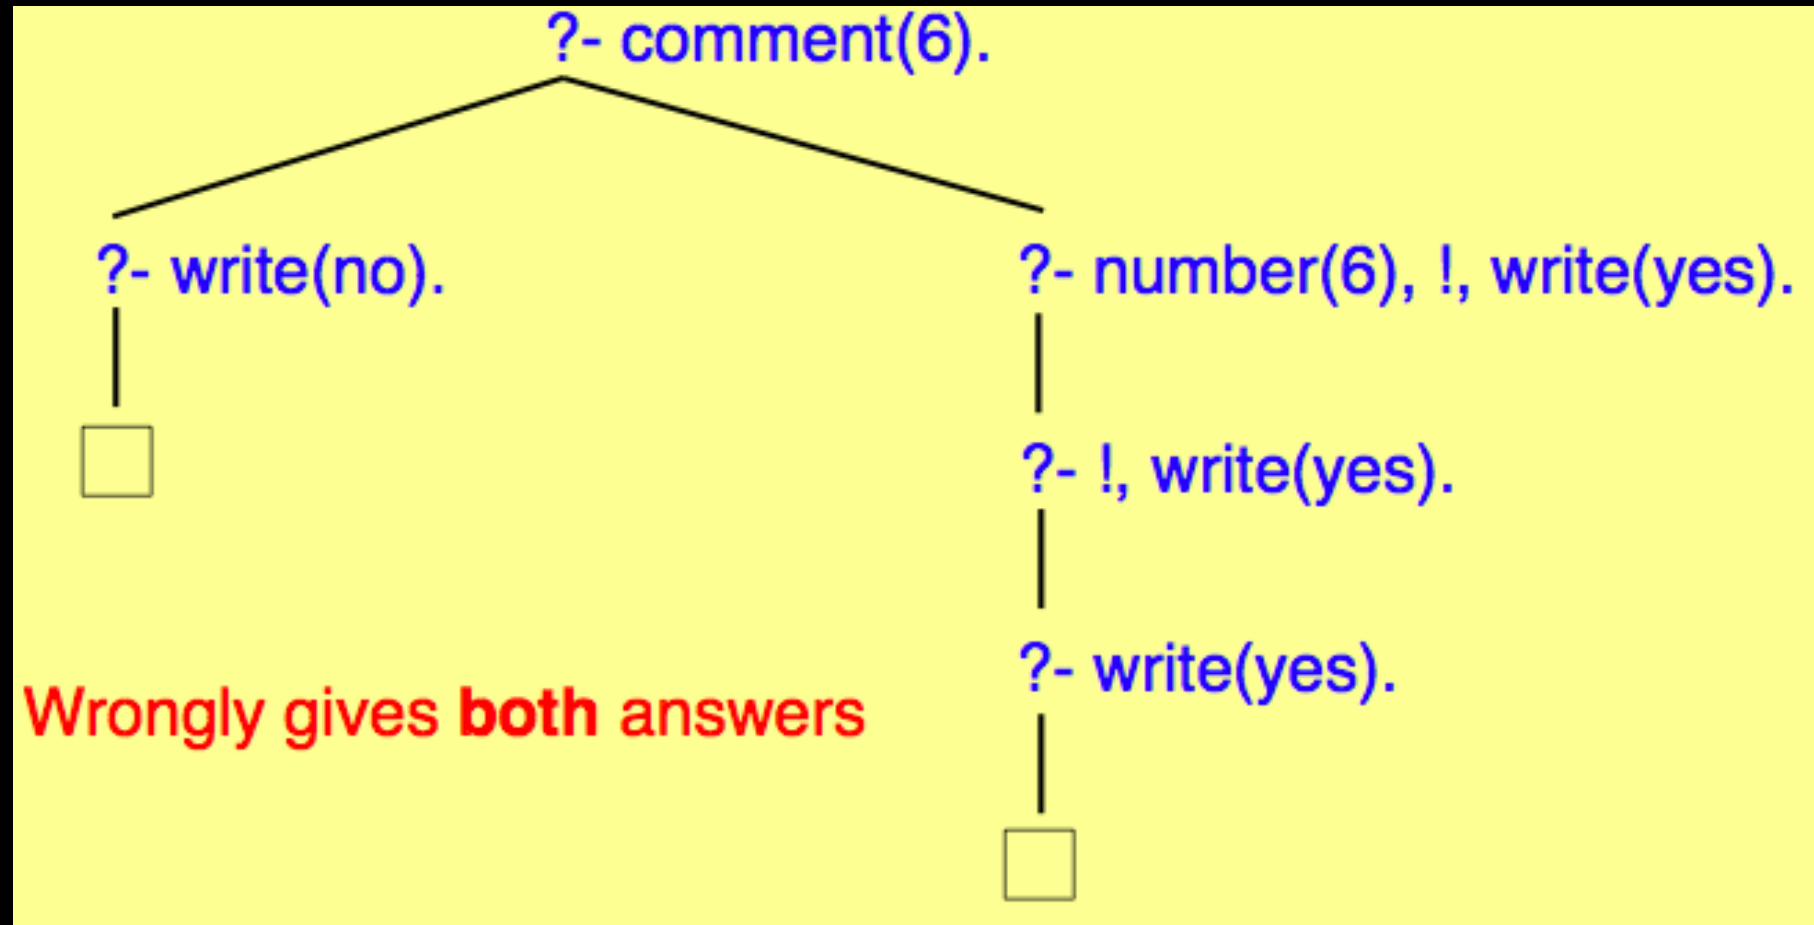 ?- comment(6).
?- write(no).
?- number(6), !, write(yes).
?- !, write(yes).
?- write(yes).
Wrongly gives both answers